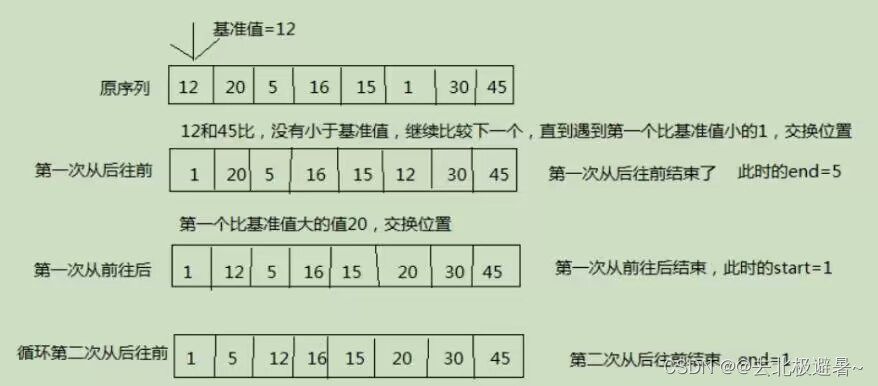 基准值=12
原序列 12 20 5 16 15 1 30 45
12和45比，没有小于基准值，继续比较下一个，直到遇到第一个比基准值小的1，交换位置
第一次从后往前 1 20 5 16 15 12 30 45 第一次从后往前结束了 此时的end=5
第一个比基准值大的值20，交换位置
第一次从前往后 1 12 5 16 15 20 30 45 第一次从前往后结束，此时的start=1
循环第二次从后往前 1 5 12 16 15 20 30 45 第二次从后往前结束 end=1
CSDN @@去北极避暑~